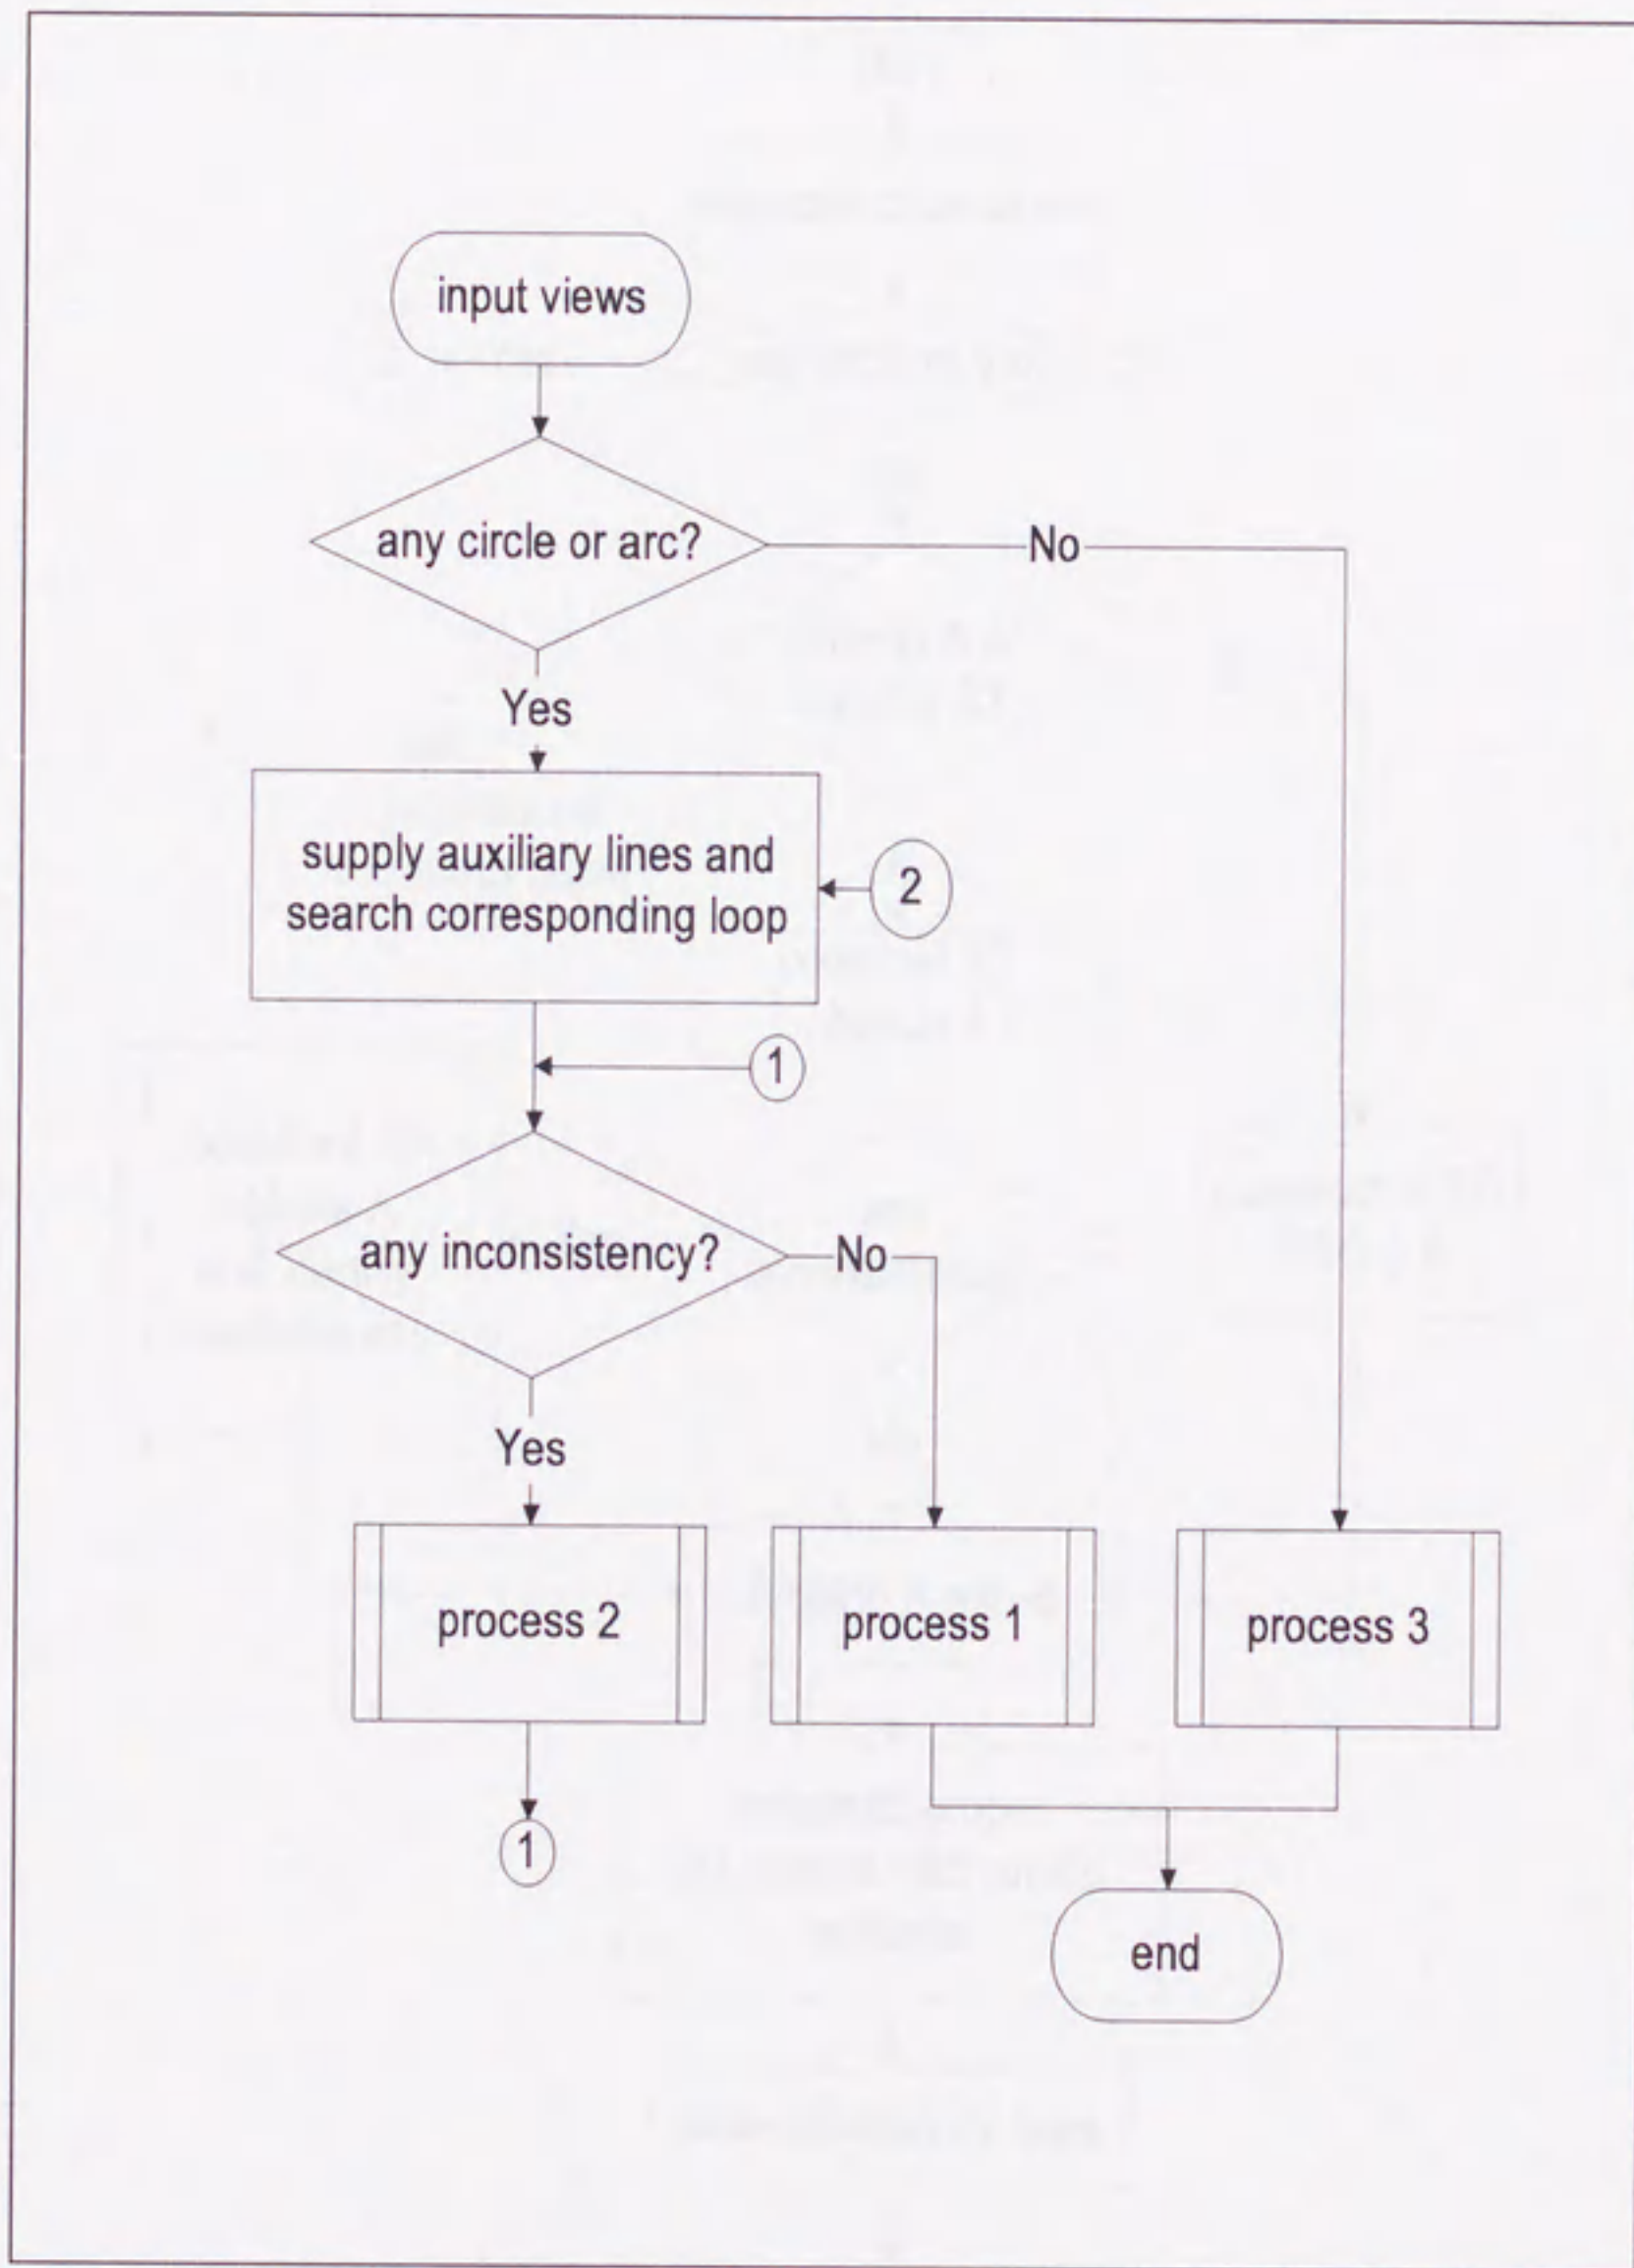 input views
any circle or arc?
No
Yes
supply auxiliary lines and
search corresponding loop
2
1
any inconsistency?
No
Yes
process 2
process 1
process 3
1
end